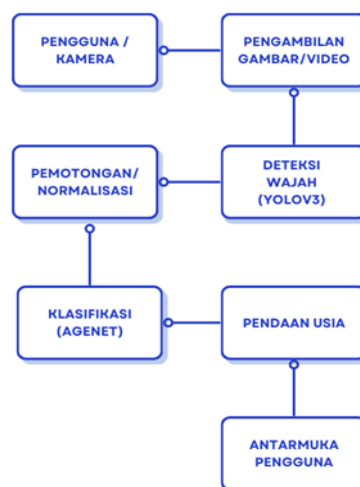 PENGGUNA /
KAMERA
PENGAMBILAN
GAMBAR/VIDEO
PEMOTONGAN/
NORMALISASI
DETEKSI
WAJAH
(YOLOV3)
KLASIFIKASI
(AGENET)
PENDAAN USIA
ANTARMUKA
PENGGUNA